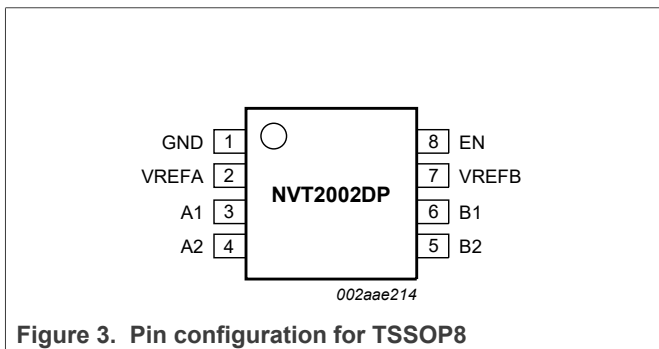 GND 1 8 EN
VREFA 2 7 VREFB
NVT2002DP
A1 3 6 B1
A2 4 5 B2
002aae214
Figure 3. Pin configuration for TSSOP8